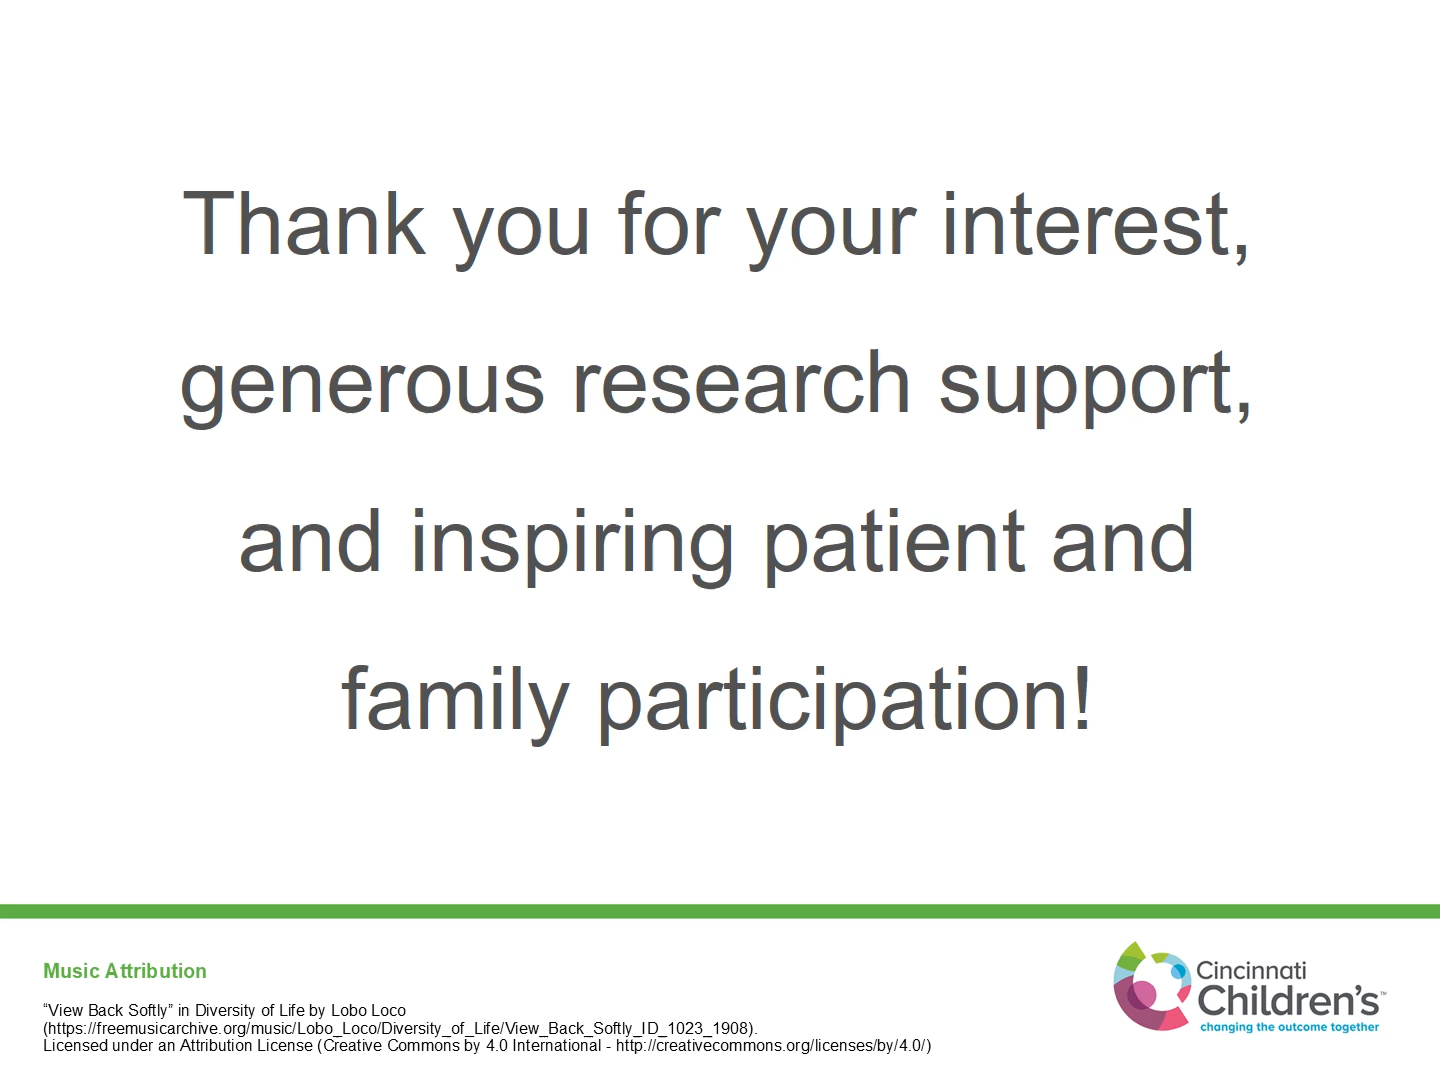 Thank you for your interest,
generous research support,
and inspiring patient and
family participation!
Music Attribution
“View Back Softly” in Diversity of Life by Lobo Loco
(https://freemusicarchive.org/music/Lobo_Loco/Diversity_of_Life/View_Back_Softly_ID_1023_1908).
Licensed under an Attribution License (Creative Commons by 4.0 International - http://creativecommons.org/licenses/by/4.0/)
Cincinnati
Children’s™
changing the outcome together